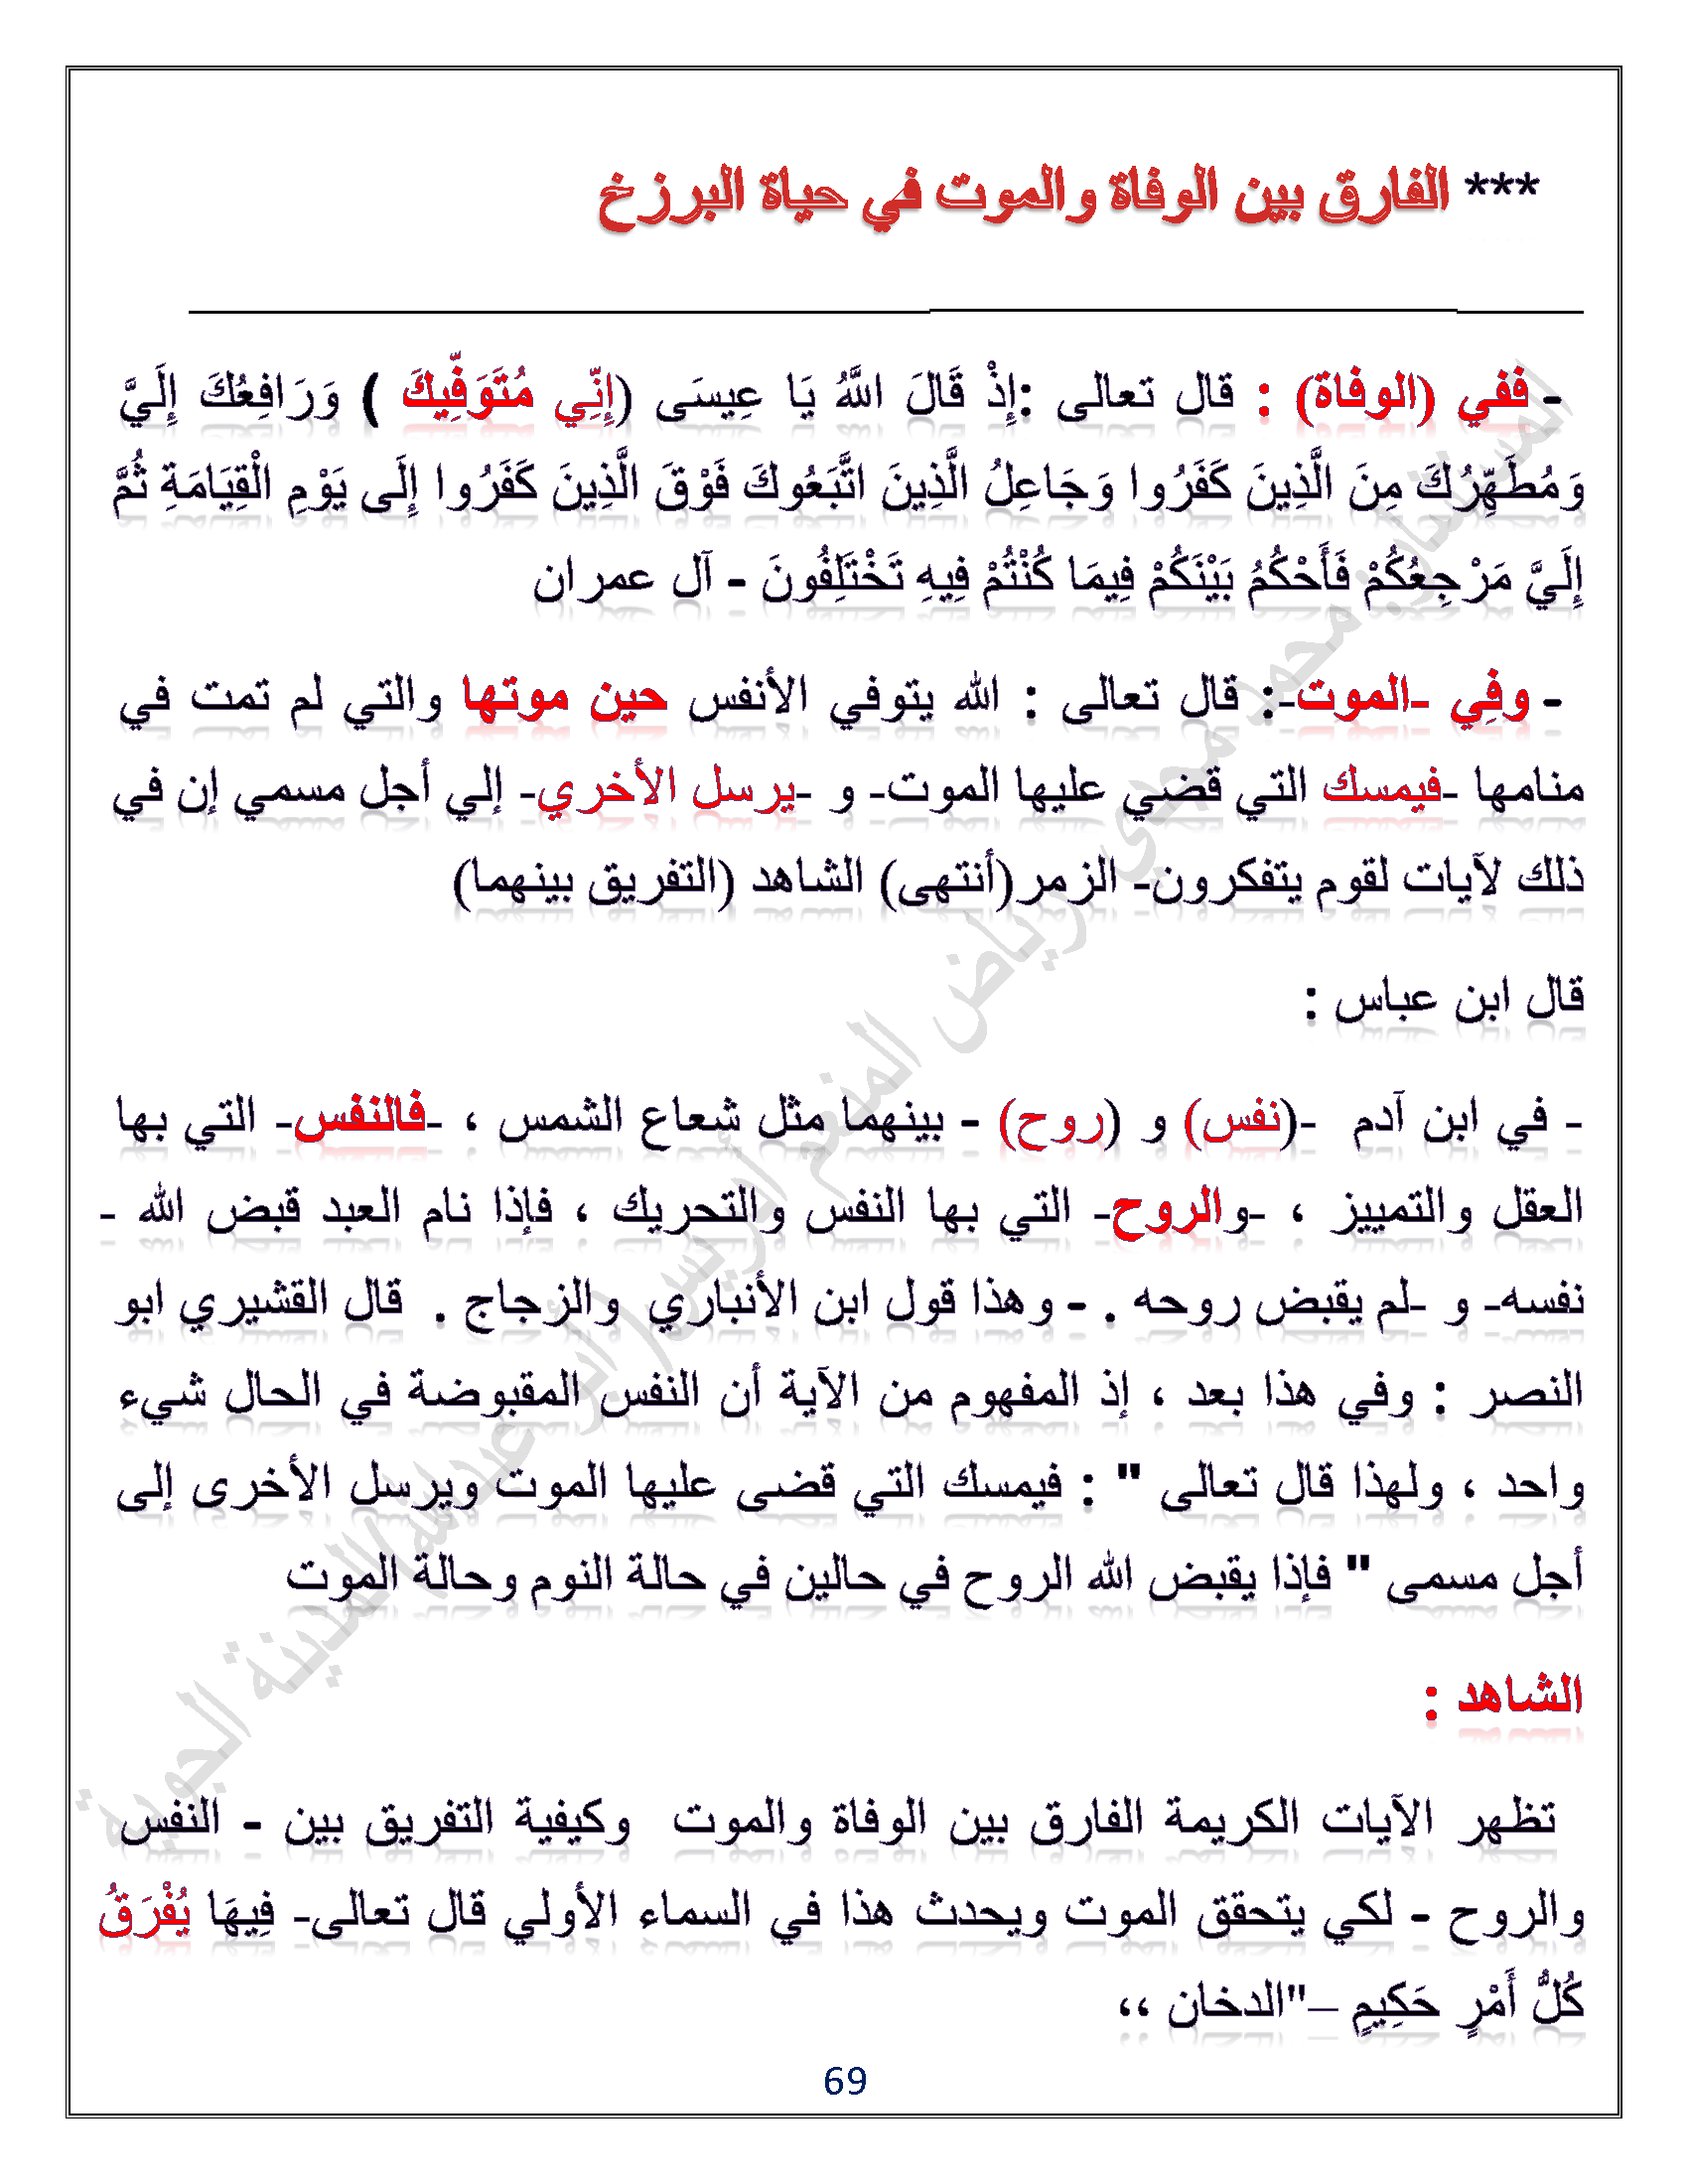 *** الفارق بين الوفاة والموت في حياة البرزخ
- ففي (الوفاة) : قال تعالى :إِذْ قَالَ اللَّهُ يَا عِيسَى (إِنِّي مُتَوَفِّيكَ ) وَرَافِعُكَ إِلَيَّ
وَمُطَهِّرُكَ مِنَ الَّذِينَ كَفَرُوا وَجَاعِلُ الَّذِينَ اتَّبَعُوكَ فَوْقَ الَّذِينَ كَفَرُوا إِلَى يَوْمِ الْقِيَامَةِ ثُمَّ
إِلَيَّ مَرْجِعُكُمْ فَأَحْكُمُ بَيْنَكُمْ فِيمَا كُنْتُمْ فِيهِ تَخْتَلِفُونَ - آل عمران
- وفِي -الموت-: قال تعالى : الله يتوفي الأنفس حين موتها والتي لم تمت في
منامها -فيمسك التي قضي عليها الموت- و -يرسل الأخري- إلي أجل مسمي إن في
ذلك لآيات لقوم يتفكرون- الزمر(أنتهى) الشاهد (التفريق بينهما)
قال ابن عباس :
- في ابن آدم -(نفس) و (روح) - بينهما مثل شعاع الشمس ، -فالنفس- التي بها
العقل والتمييز ، -والروح- التي بها النفس والتحريك ، فإذا نام العبد قبض الله -
نفسه- و -لم يقبض روحه . - وهذا قول ابن الأنباري والزجاج . قال القشيري ابو
النصر : وفي هذا بعد ، إذ المفهوم من الآية أن النفس المقبوضة في الحال شيء
واحد ، ولهذا قال تعالى " : فيمسك التي قضى عليها الموت ويرسل الأخرى إلى
أجل مسمى " فإذا يقبض الله الروح في حالين في حالة النوم وحالة الموت
الشاهد :
تظهر الآيات الكريمة الفارق بين الوفاة والموت وكيفية التفريق بين - النفس
والروح - لكي يتحقق الموت ويحدث هذا في السماء الأولي قال تعالى- فِيهَا يُفْرَقُ
كُلُّ أَمْرٍ حَكِيمٍ –"الدخان ،،
69